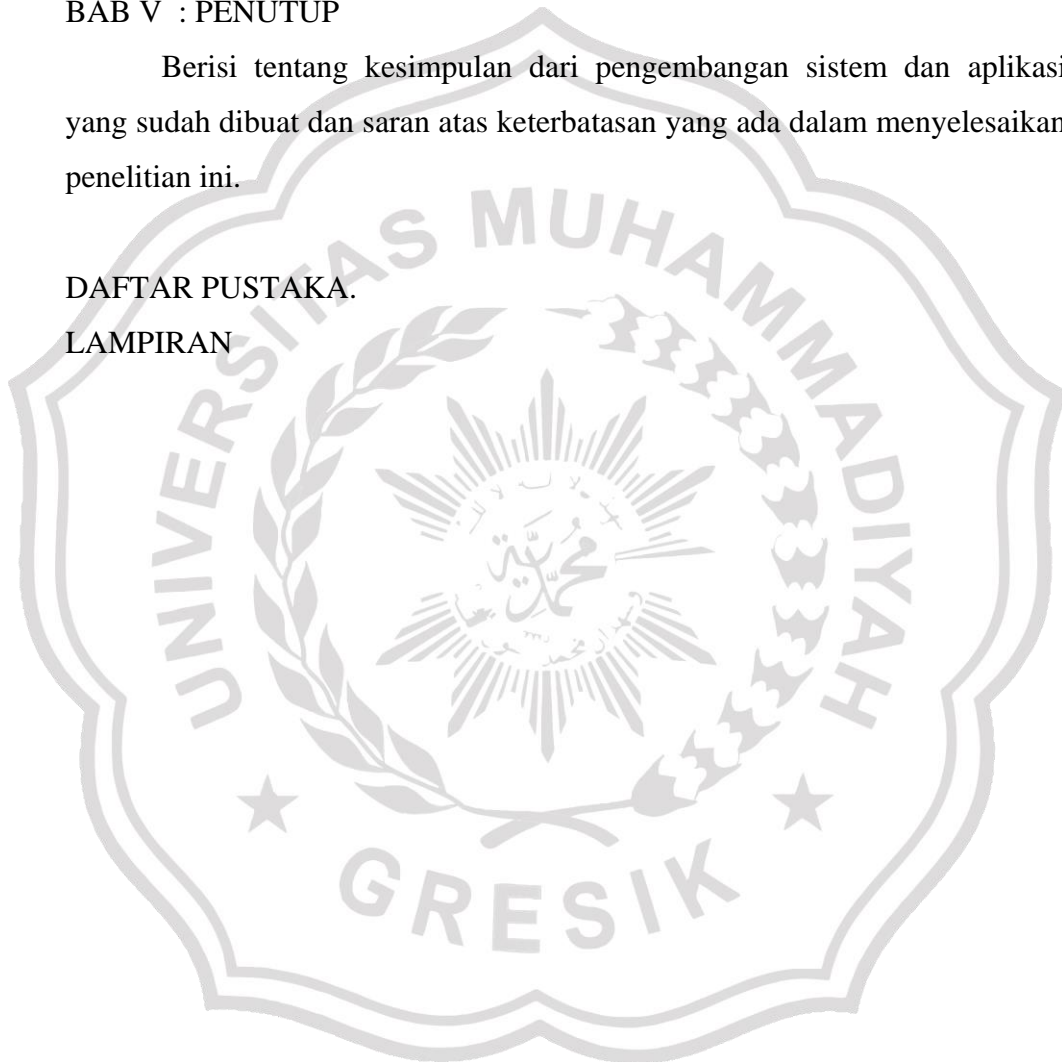 BAB V : PENUTUP
Berisi tentang kesimpulan dari pengembangan sistem dan aplikasi
yang sudah dibuat dan saran atas keterbatasan yang ada dalam menyelesaikan
penelitian ini.
DAFTAR PUSTAKA.
LAMPIRAN
UNIVERSITAS MUHAMMADIYAH
GRESIK
محمدية